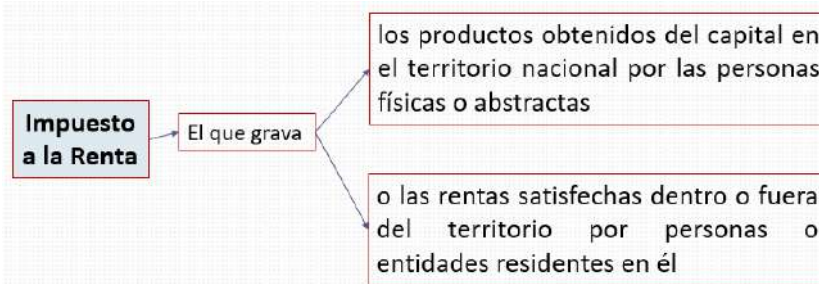 Impuesto
a la Renta
El que grava
los productos obtenidos del capital en
el territorio nacional por las personas
físicas o abstractas
o las rentas satisfechas dentro o fuera
del territorio por personas o
entidades residentes en él